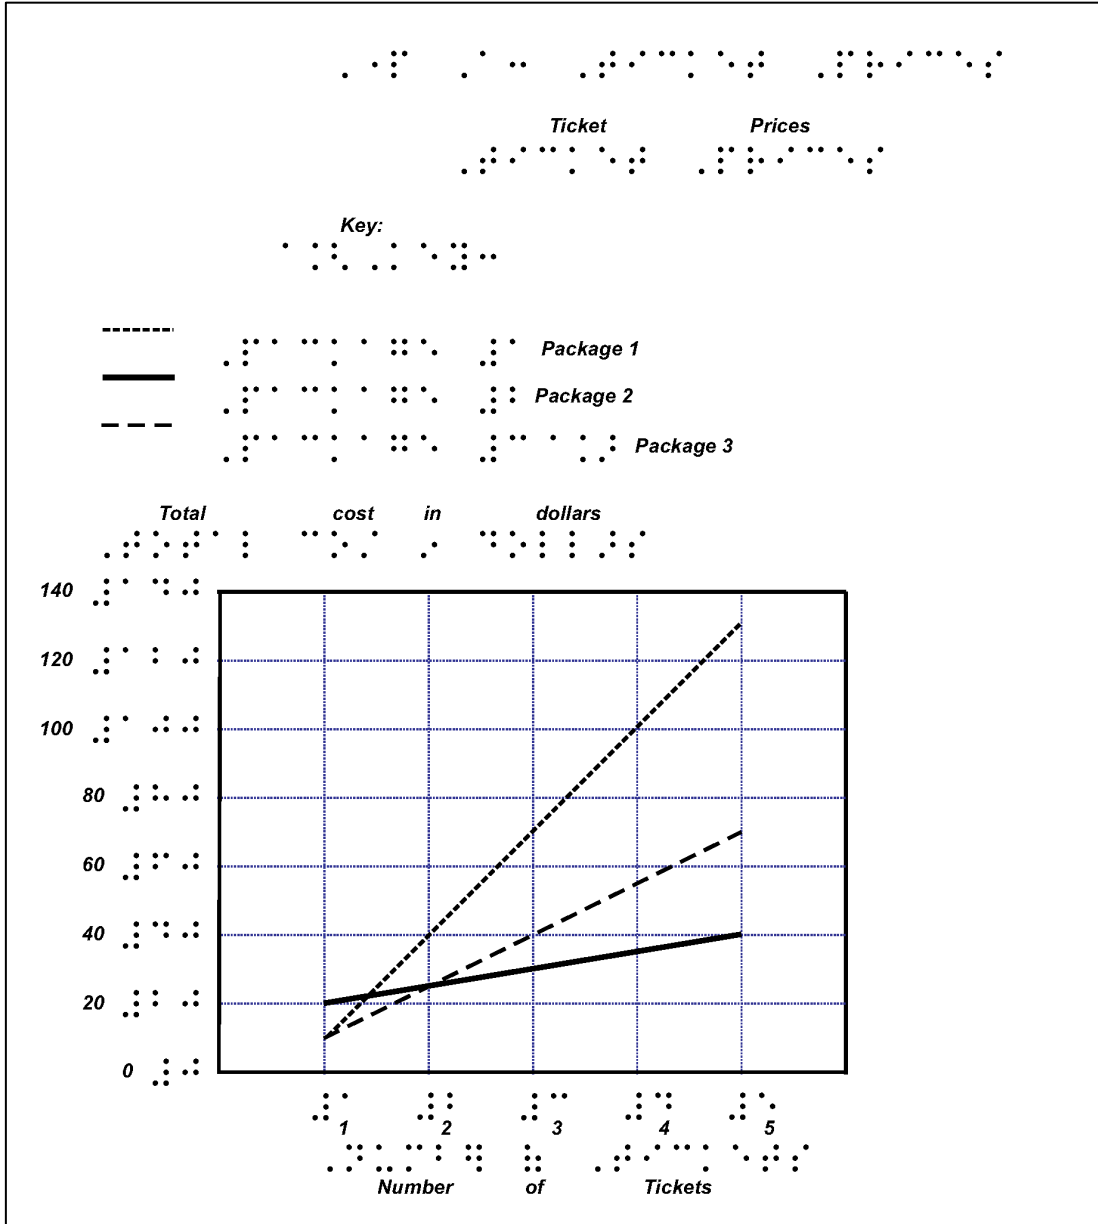 ⠠⠐⠏ ⠠⠁⠒ ⠠⠞⠊⠉⠅⠑⠞ ⠠⠏⠗⠊⠉⠑⠎
Ticket Prices
⠠⠞⠊⠉⠅⠑⠞ ⠠⠏⠗⠊⠉⠑⠎
Key:
⠈⠨⠣⠠⠅⠑⠽⠒
⠠⠏⠁⠉⠅⠁⠛⠑ ⠼⠁ Package 1
⠠⠏⠁⠉⠅⠁⠛⠑ ⠼⠃ Package 2
⠠⠏⠁⠉⠅⠁⠛⠑ ⠼⠉⠈⠨⠜ Package 3
Total cost in dollars
⠠⠞⠕⠞⠁⠇ ⠉⠕⠌ ⠔ ⠙⠕⠇⠇⠜⠎
140 ⠼⠁⠙⠚
120 ⠼⠁⠃⠚
100 ⠼⠁⠚⠚
80 ⠼⠓⠚
60 ⠼⠋⠚
40 ⠼⠙⠚
20 ⠼⠃⠚
0 ⠼⠚
⠼⠁ ⠼⠃ ⠼⠉ ⠼⠙ ⠼⠑
1 2 3 4 5
⠠⠝⠥⠍⠃⠻ ⠷ ⠠⠞⠊⠉⠅⠑⠞⠎
Number of Tickets